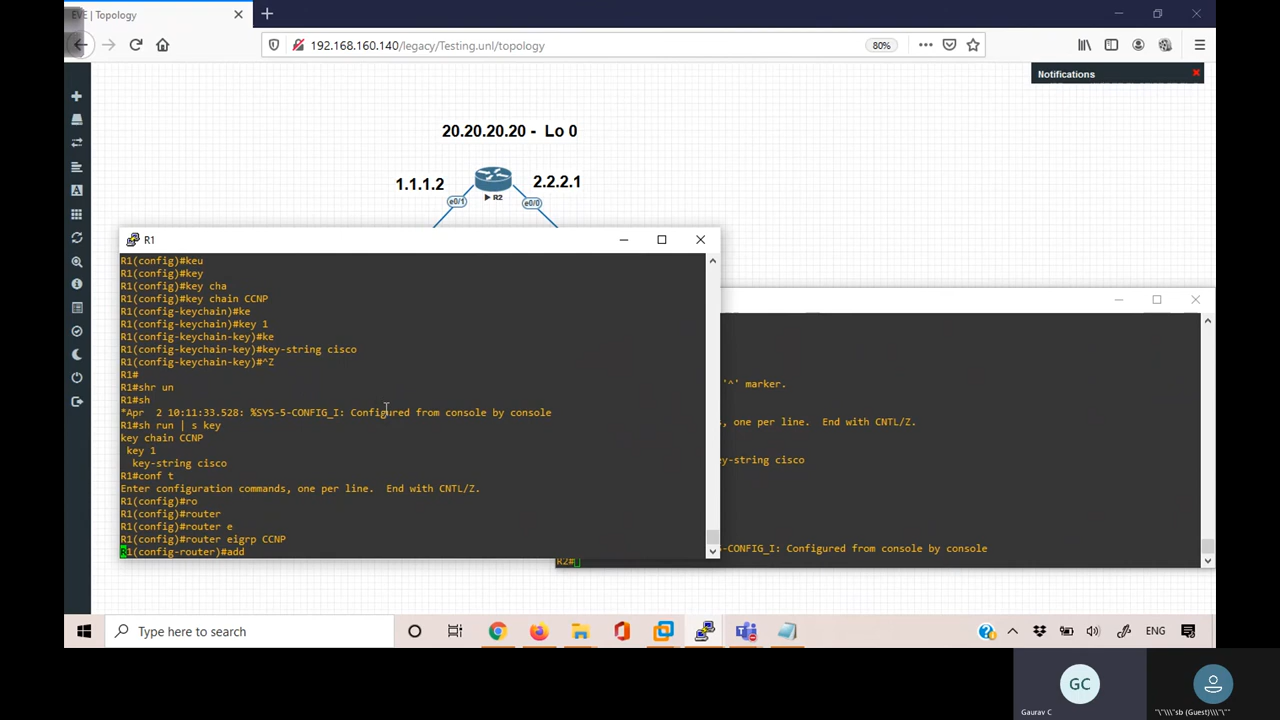 EVE | Topology
192.168.160.140/legacy/Testing.unl/topology
80%
Notifications
20.20.20.20 - Lo 0
1.1.1.2
2.2.2.1
R2
e0/1
e0/0
R1
R1(config)#keu
R1(config)#key
R1(config)#key cha
R1(config)#key chain CCNP
R1(config-keychain)#ke
R1(config-keychain)#key 1
R1(config-keychain-key)#ke
R1(config-keychain-key)#key-string cisco
R1(config-keychain-key)#^Z
R1#
R1#shr un
R1#sh
*Apr  2 10:11:33.528: %SYS-5-CONFIG_I: Configured from console by console
R1#sh run | s key
key chain CCNP
 key 1
  key-string cisco
R1#conf t
Enter configuration commands, one per line.  End with CNTL/Z.
R1(config)#ro
R1(config)#router
R1(config)#router e
R1(config)#router eigrp CCNP
R1(config-router)#add
'^' marker.
, one per line.  End with CNTL/Z.
y-string cisco
-CONFIG_I: Configured from console by console
R2#
Type here to search
ENG
GC
Gaurav C
"\"\\\"sb (Guest)\\\"\""